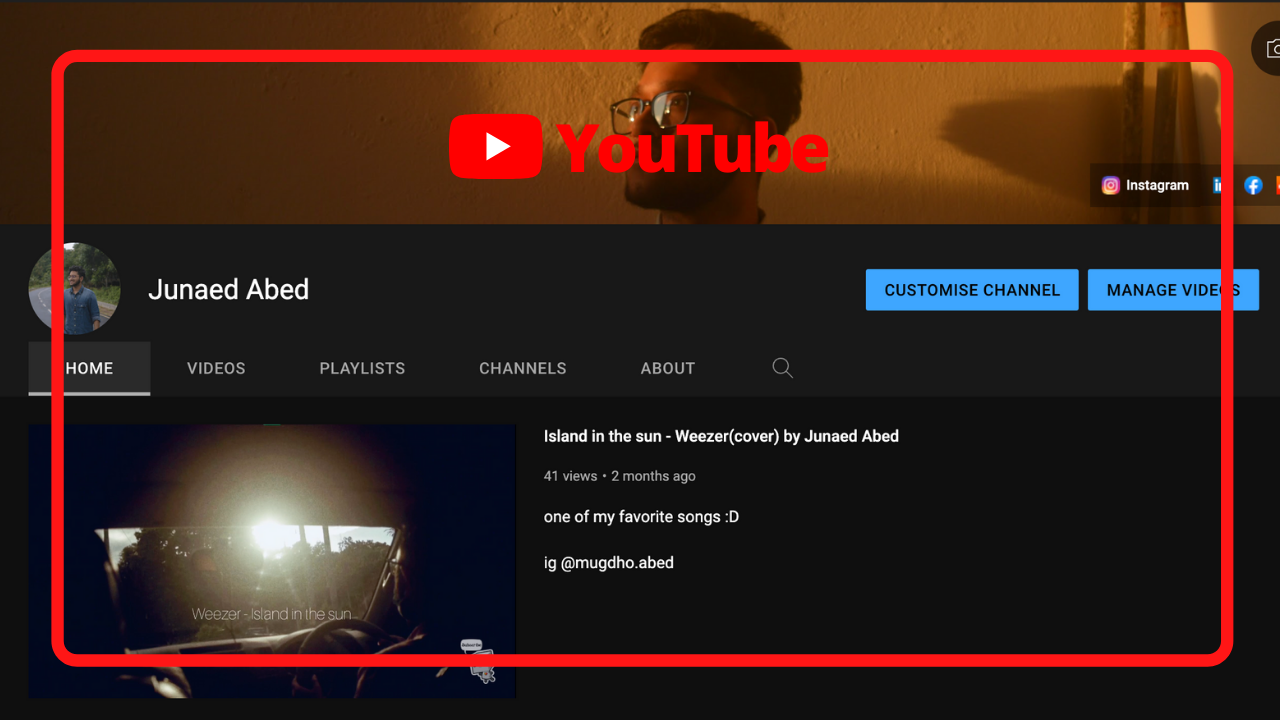 YouTube
Instagram
in
Junaed Abed
CUSTOMISE CHANNEL
MANAGE VIDEOS
HOME
VIDEOS
PLAYLISTS
CHANNELS
ABOUT
Island in the sun - Weezer(cover) by Junaed Abed
41 views • 2 months ago
one of my favorite songs :D
ig @mugdho.abed
Weezer - Island in the sun
Subscribe